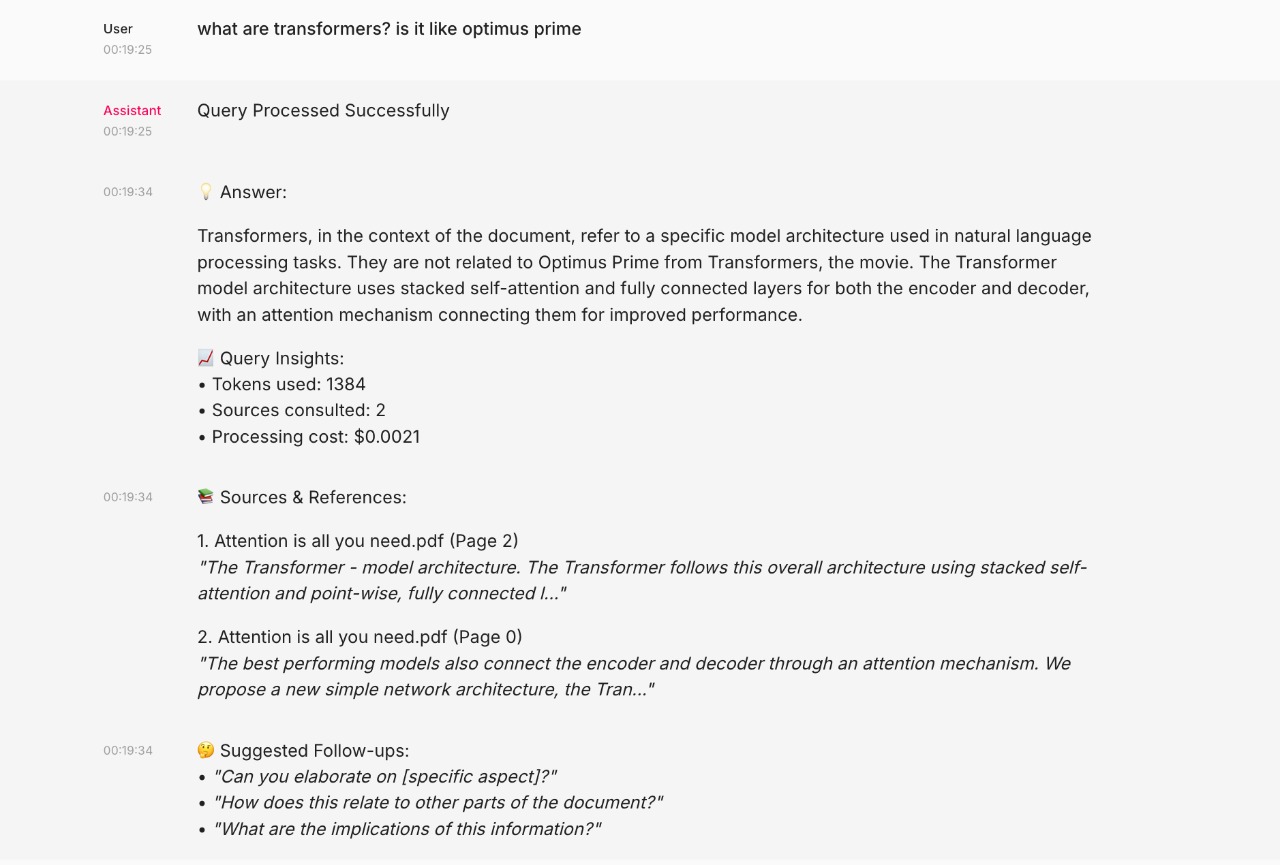 User
00:19:25
what are transformers? is it like optimus prime
Assistant
00:19:25
Query Processed Successfully
00:19:34
💡 Answer:
Transformers, in the context of the document, refer to a specific model architecture used in natural language
processing tasks. They are not related to Optimus Prime from Transformers, the movie. The Transformer
model architecture uses stacked self-attention and fully connected layers for both the encoder and decoder,
with an attention mechanism connecting them for improved performance.
📈 Query Insights:
• Tokens used: 1384
• Sources consulted: 2
• Processing cost: $0.0021
00:19:34
📚 Sources & References:
1. Attention is all you need.pdf (Page 2)
"The Transformer - model architecture. The Transformer follows this overall architecture using stacked self-
attention and point-wise, fully connected l..."
2. Attention is all you need.pdf (Page 0)
"The best performing models also connect the encoder and decoder through an attention mechanism. We
propose a new simple network architecture, the Tran..."
00:19:34
🤔 Suggested Follow-ups:
• "Can you elaborate on [specific aspect]?"
• "How does this relate to other parts of the document?"
• "What are the implications of this information?"